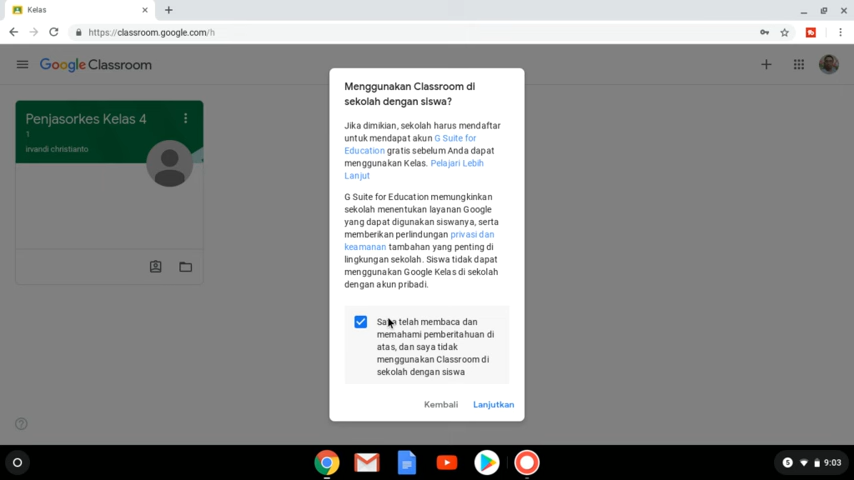 Kelas
https://classroom.google.com/h
Google Classroom
Penjasorkes Kelas 4
1
irvandi christianto
Menggunakan Classroom di
sekolah dengan siswa?
Jika dimikian, sekolah harus mendaftar
untuk mendapat akun G Suite for
Education gratis sebelum Anda dapat
menggunakan Kelas. Pelajari Lebih
Lanjut
G Suite for Education memungkinkan
sekolah menentukan layanan Google
yang dapat digunakan siswanya, serta
memberikan perlindungan privasi dan
keamanan tambahan yang penting di
lingkungan sekolah. Siswa tidak dapat
menggunakan Google Kelas di sekolah
dengan akun pribadi.
Saya telah membaca dan
memahami pemberitahuan di
atas, dan saya tidak
menggunakan Classroom di
sekolah dengan siswa
Kembali
Lanjutkan
9:03